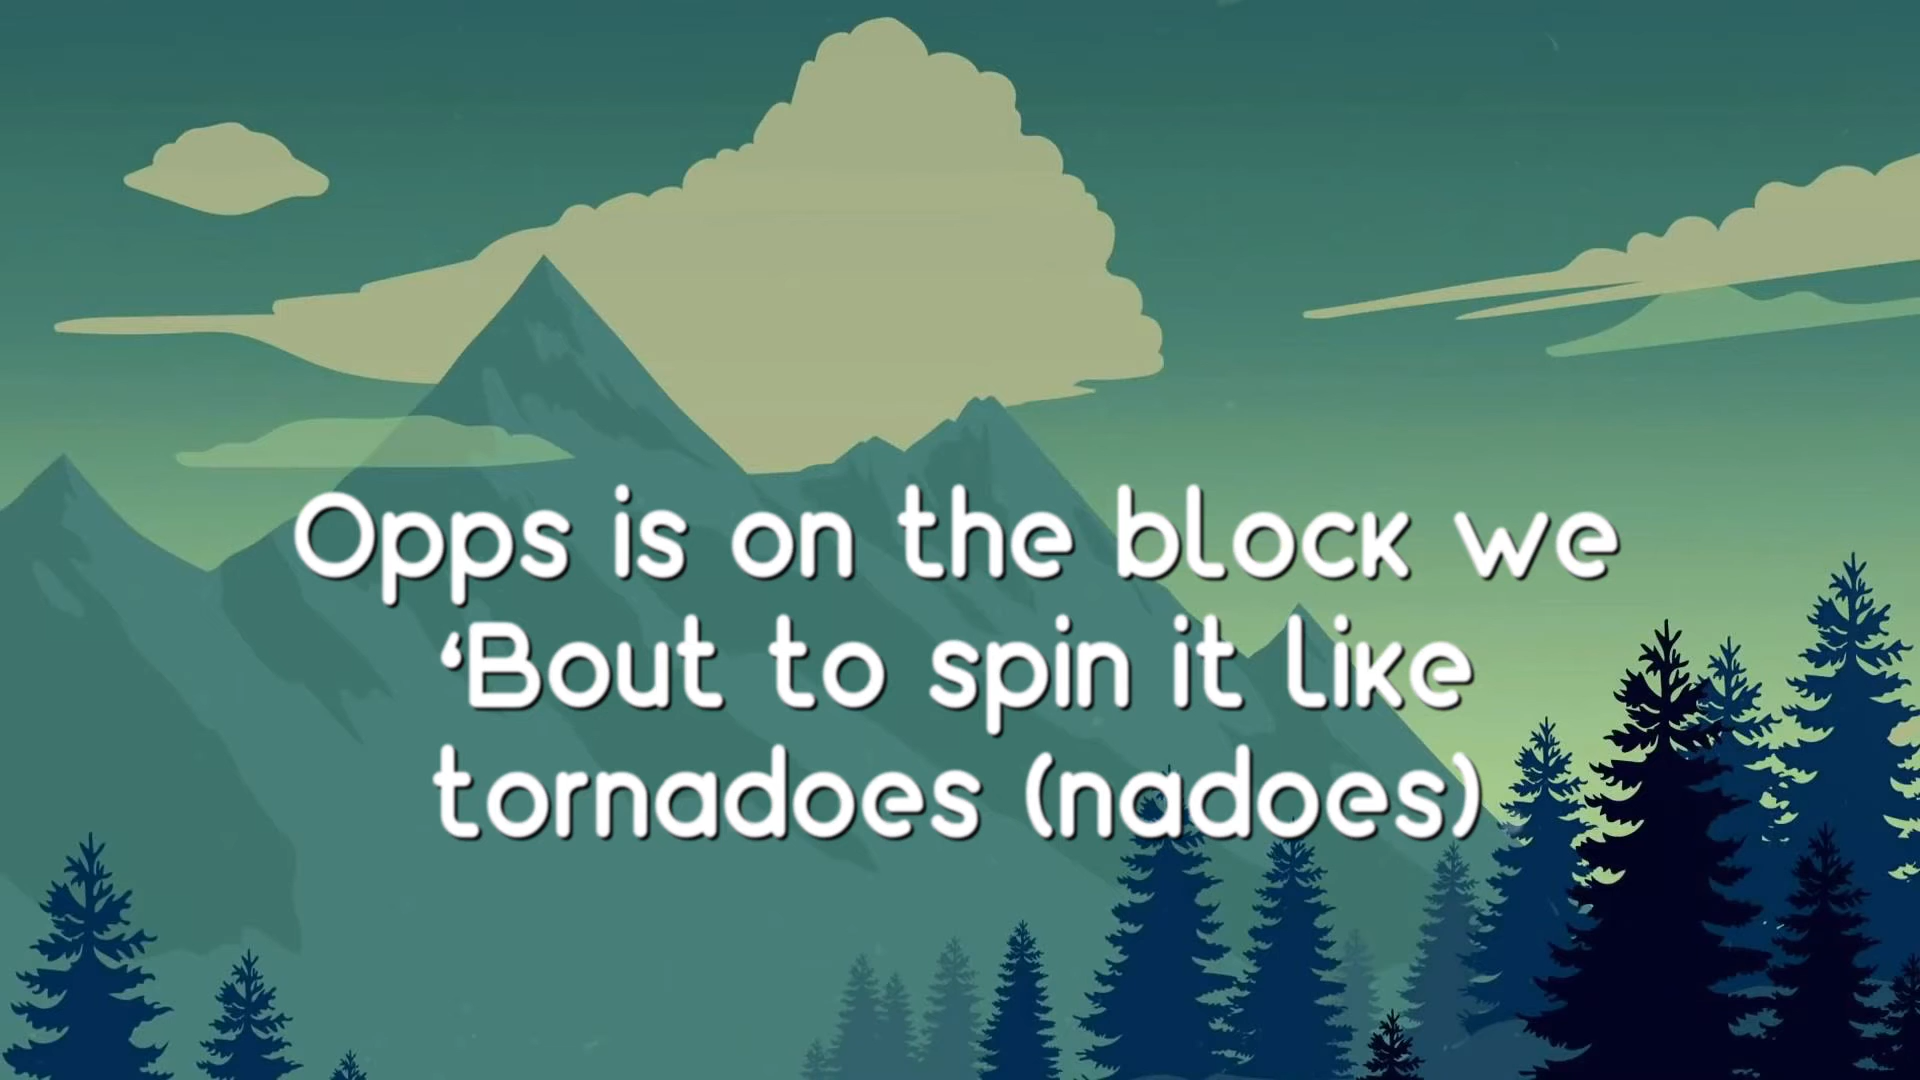 Opps is on the block we
‘Bout to spin it like
tornadoes (nadoes)